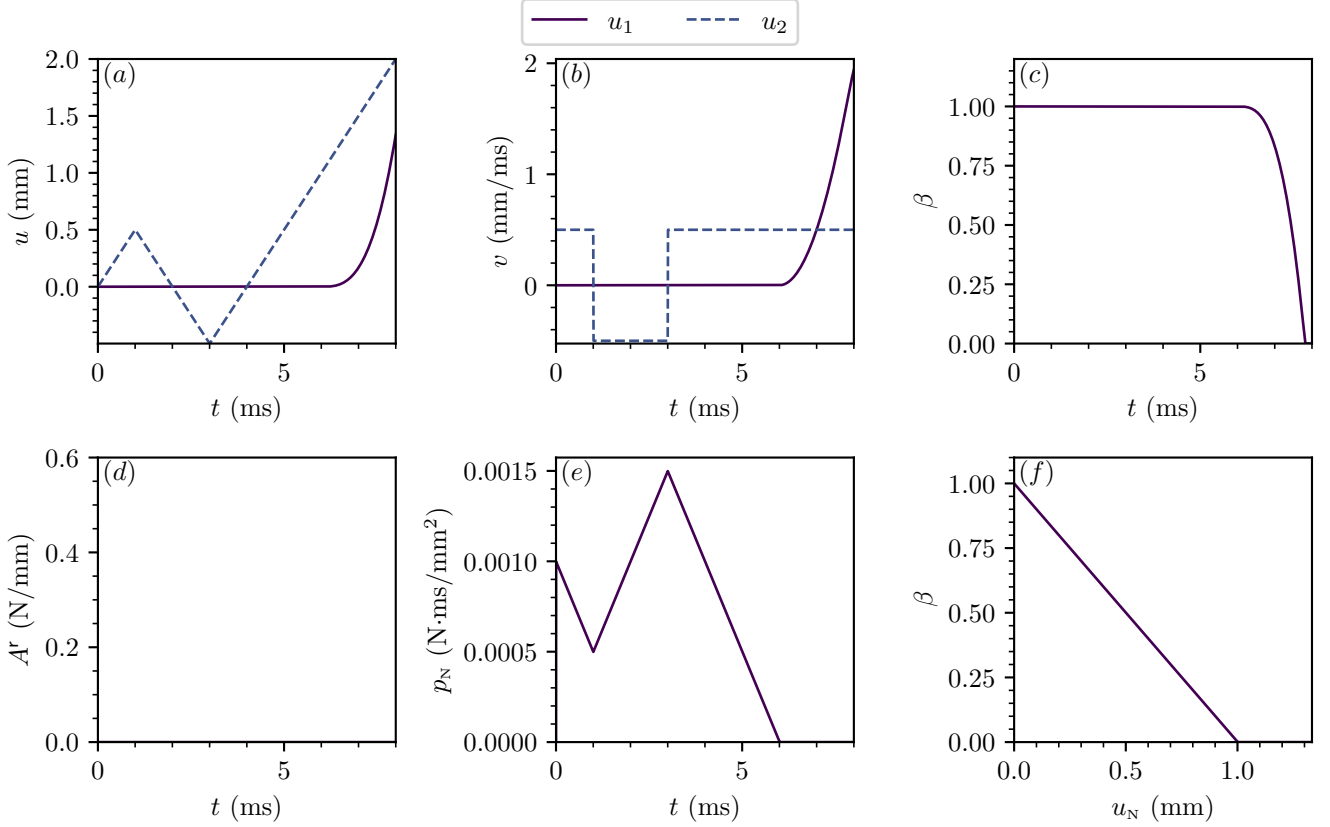 u₁ u₂
(a)
2.0
1.5
1.0
0.5
0.0
u (mm)
0 5
t (ms)
(b)
2
1
0
v (mm/ms)
0 5
t (ms)
(c)
1.00
0.75
0.50
0.25
0.00
β
0 5
t (ms)
(d)
0.6
0.4
0.2
0.0
Aʳ (N/mm)
0 5
t (ms)
(e)
0.0015
0.0010
0.0005
0.0000
p_N (N·ms/mm²)
0 5
t (ms)
(f)
1.00
0.75
0.50
0.25
0.00
β
0.0 0.5 1.0
u_N (mm)